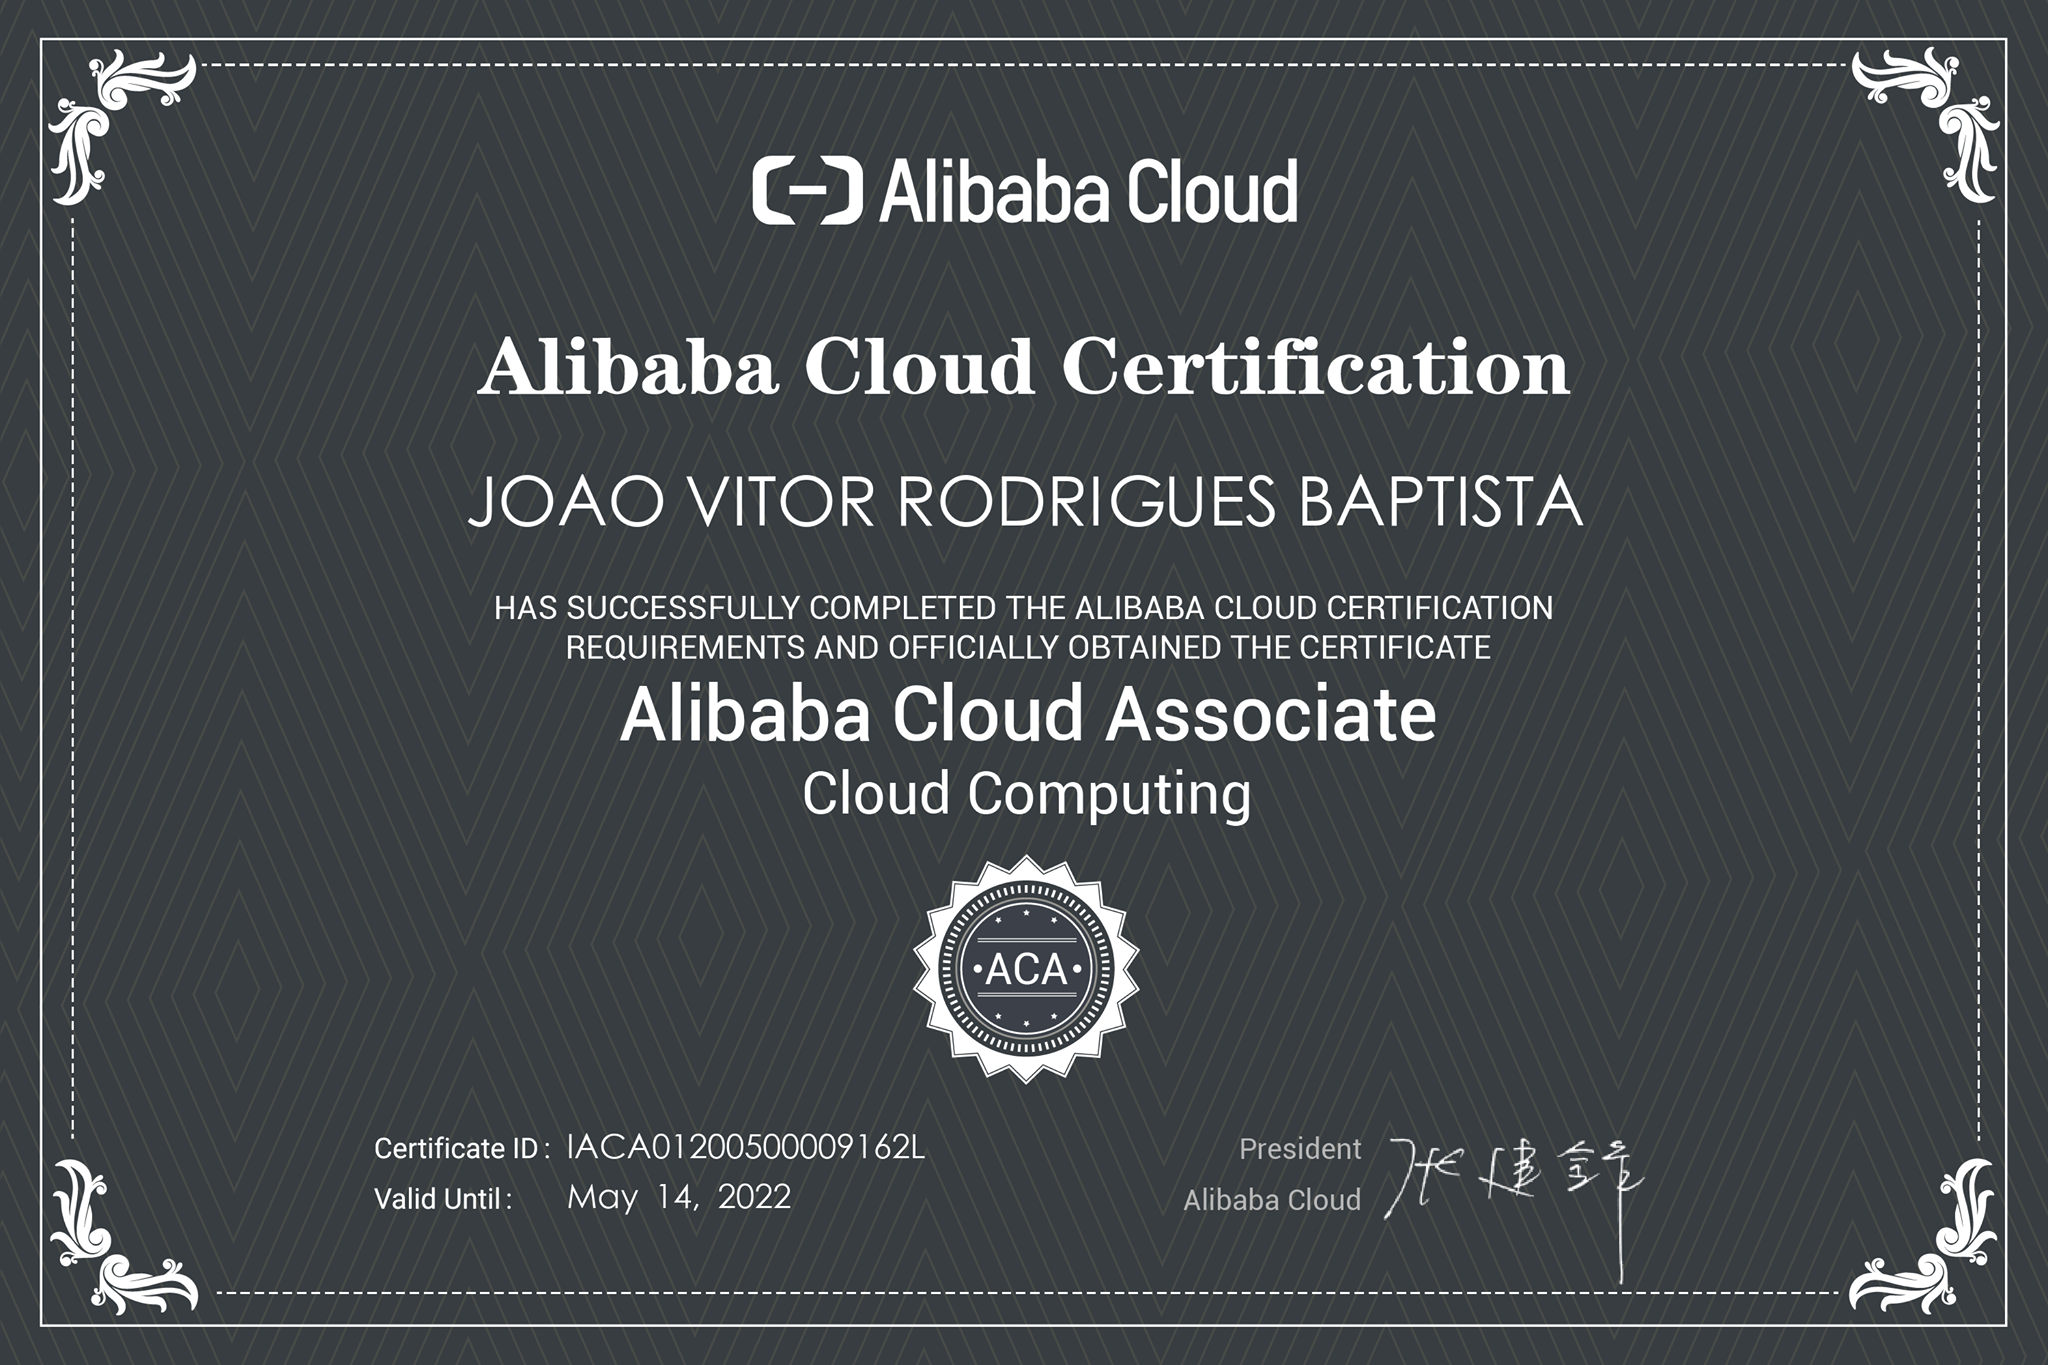 Alibaba Cloud
Alibaba Cloud Certification
JOAO VITOR RODRIGUES BAPTISTA
HAS SUCCESSFULLY COMPLETED THE ALIBABA CLOUD CERTIFICATION
REQUIREMENTS AND OFFICIALLY OBTAINED THE CERTIFICATE
Alibaba Cloud Associate
Cloud Computing
•ACA•
Certificate ID : IACA01200500009162L
Valid Until : May 14, 2022
President
Alibaba Cloud
张建锋